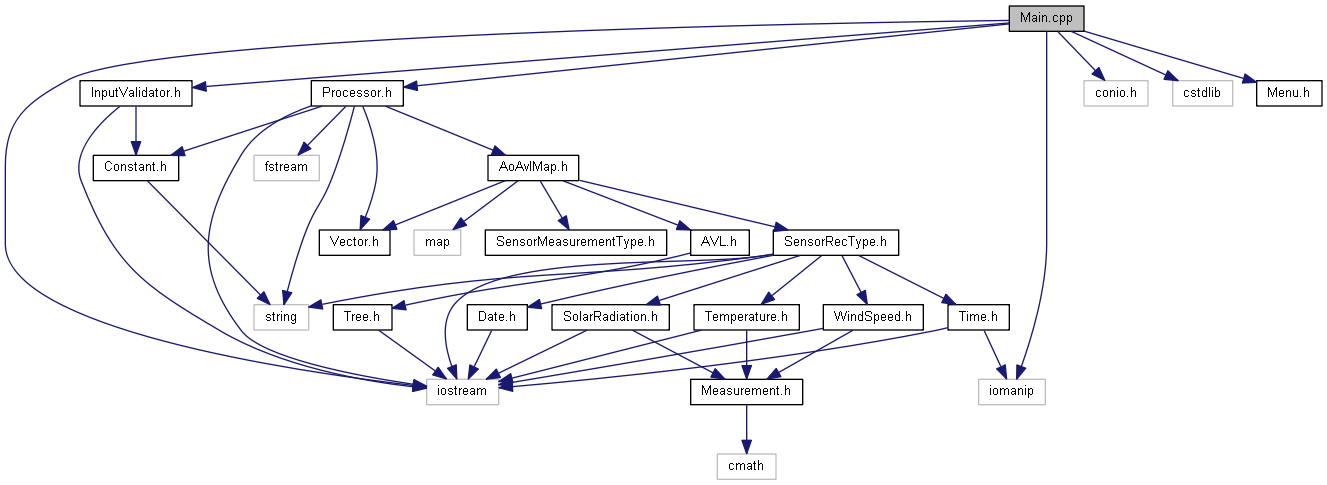 Main.cpp
InputValidator.h
Processor.h
conio.h
cstdlib
Menu.h
Constant.h
fstream
AoAvlMap.h
Vector.h
map
SensorMeasurementType.h
AVL.h
SensorRecType.h
string
Tree.h
Date.h
SolarRadiation.h
Temperature.h
WindSpeed.h
Time.h
iostream
Measurement.h
iomanip
cmath